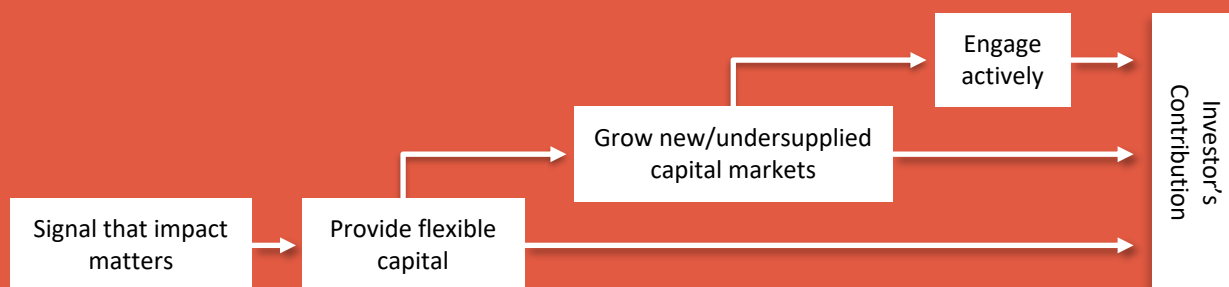 Engage
actively
Grow new/undersupplied
capital markets
Signal that impact
matters
Provide flexible
capital
Investor's
Contribution